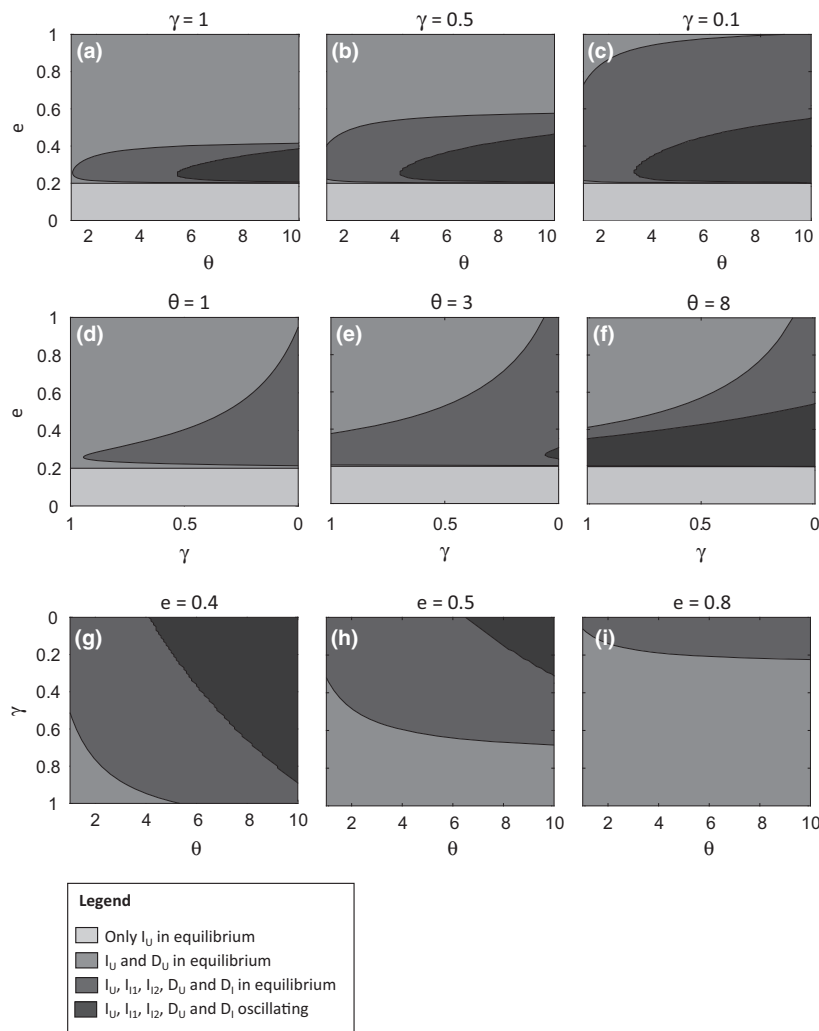 γ = 1
γ = 0.5
γ = 0.1
(a)
(b)
(c)
e
1
0.8
0.6
0.4
0.2
0
2 4 6 8 10
2 4 6 8 10
2 4 6 8 10
θ
θ
θ
θ = 1
θ = 3
θ = 8
(d)
(e)
(f)
e
1
0.8
0.6
0.4
0.2
0
1 0.5 0
1 0.5 0
1 0.5 0
γ
γ
γ
e = 0.4
e = 0.5
e = 0.8
(g)
(h)
(i)
γ
0
0.2
0.4
0.6
0.8
1
2 4 6 8 10
2 4 6 8 10
2 4 6 8 10
θ
θ
θ
Legend
Only I_U in equilibrium
I_U and D_U in equilibrium
I_U, I_I1, I_I2, D_U and D_I in equilibrium
I_U, I_I1, I_I2, D_U and D_I oscillating